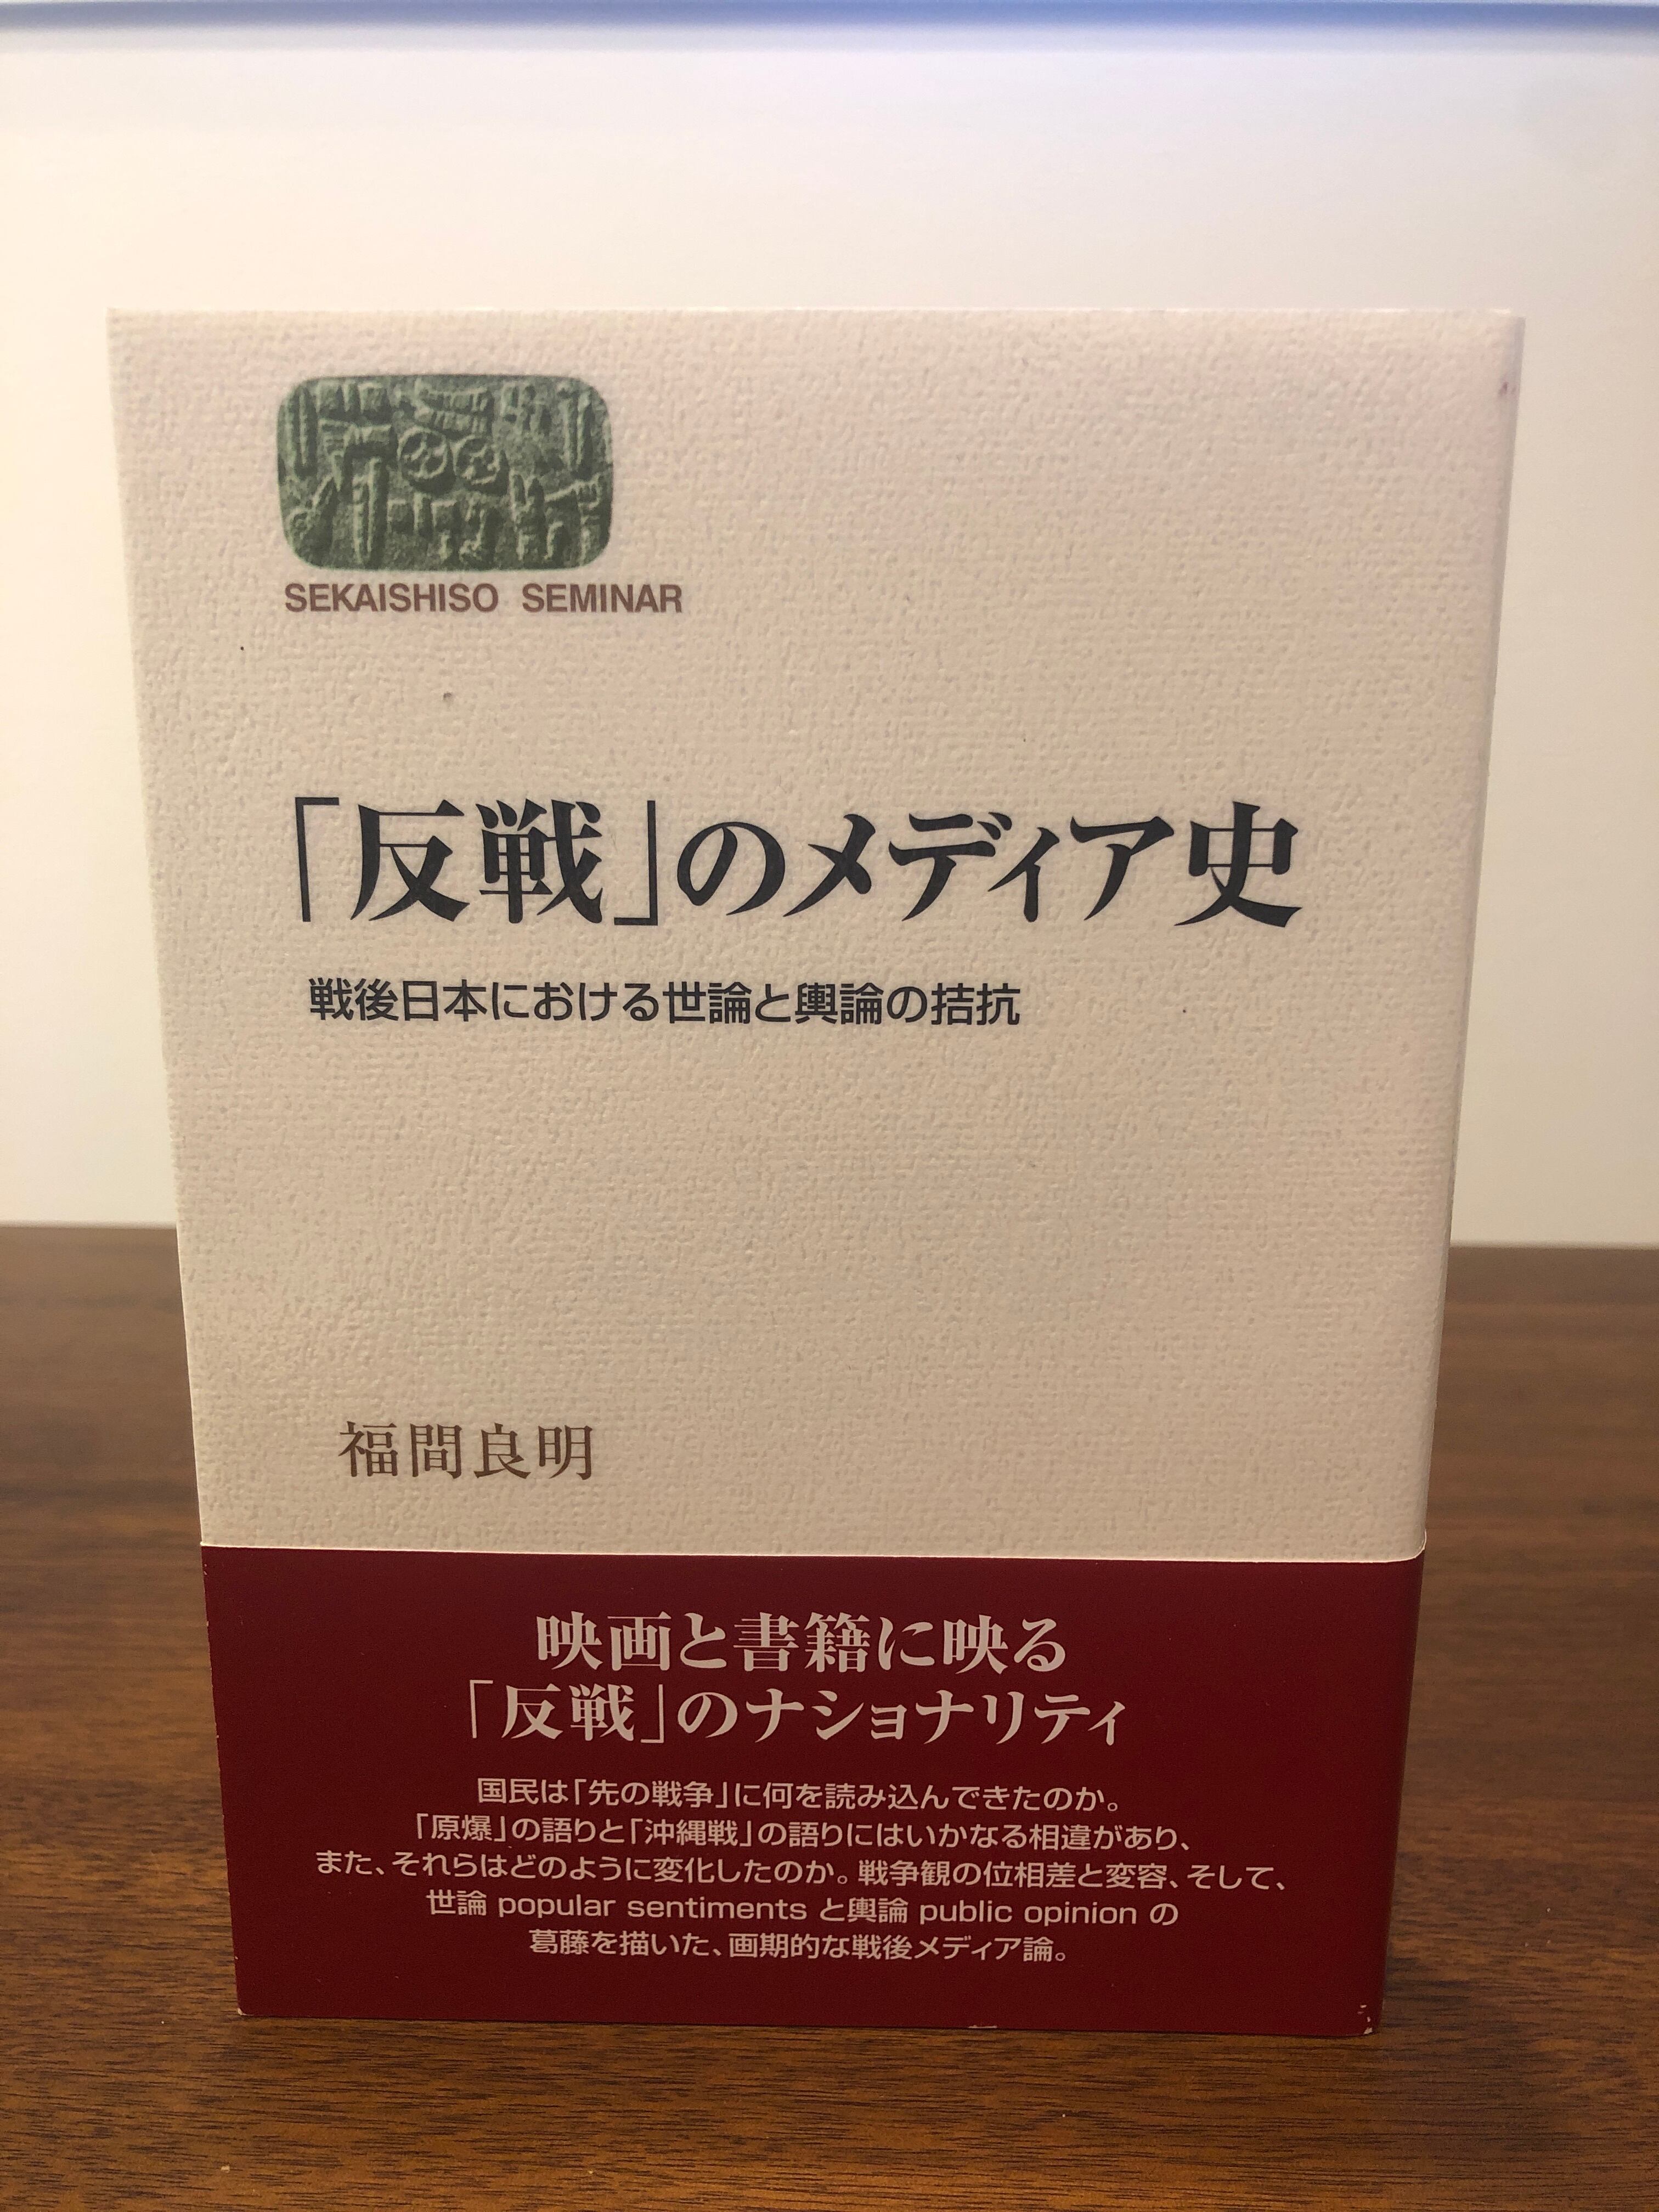 SEKAISHISO SEMINAR
「反戦」のメディア史
戦後日本における世論と輿論の拮抗
福間良明
映画と書籍に映る
「反戦」のナショナリティ
国民は「先の戦争」に何を読み込んできたのか。
「原爆」の語りと「沖縄戦」の語りにはいかなる相違があり、
また、それらはどのように変化したのか。戦争観の位相差と変容、そして、
世論 popular sentiments と輿論 public opinion の
葛藤を描いた、画期的な戦後メディア論。